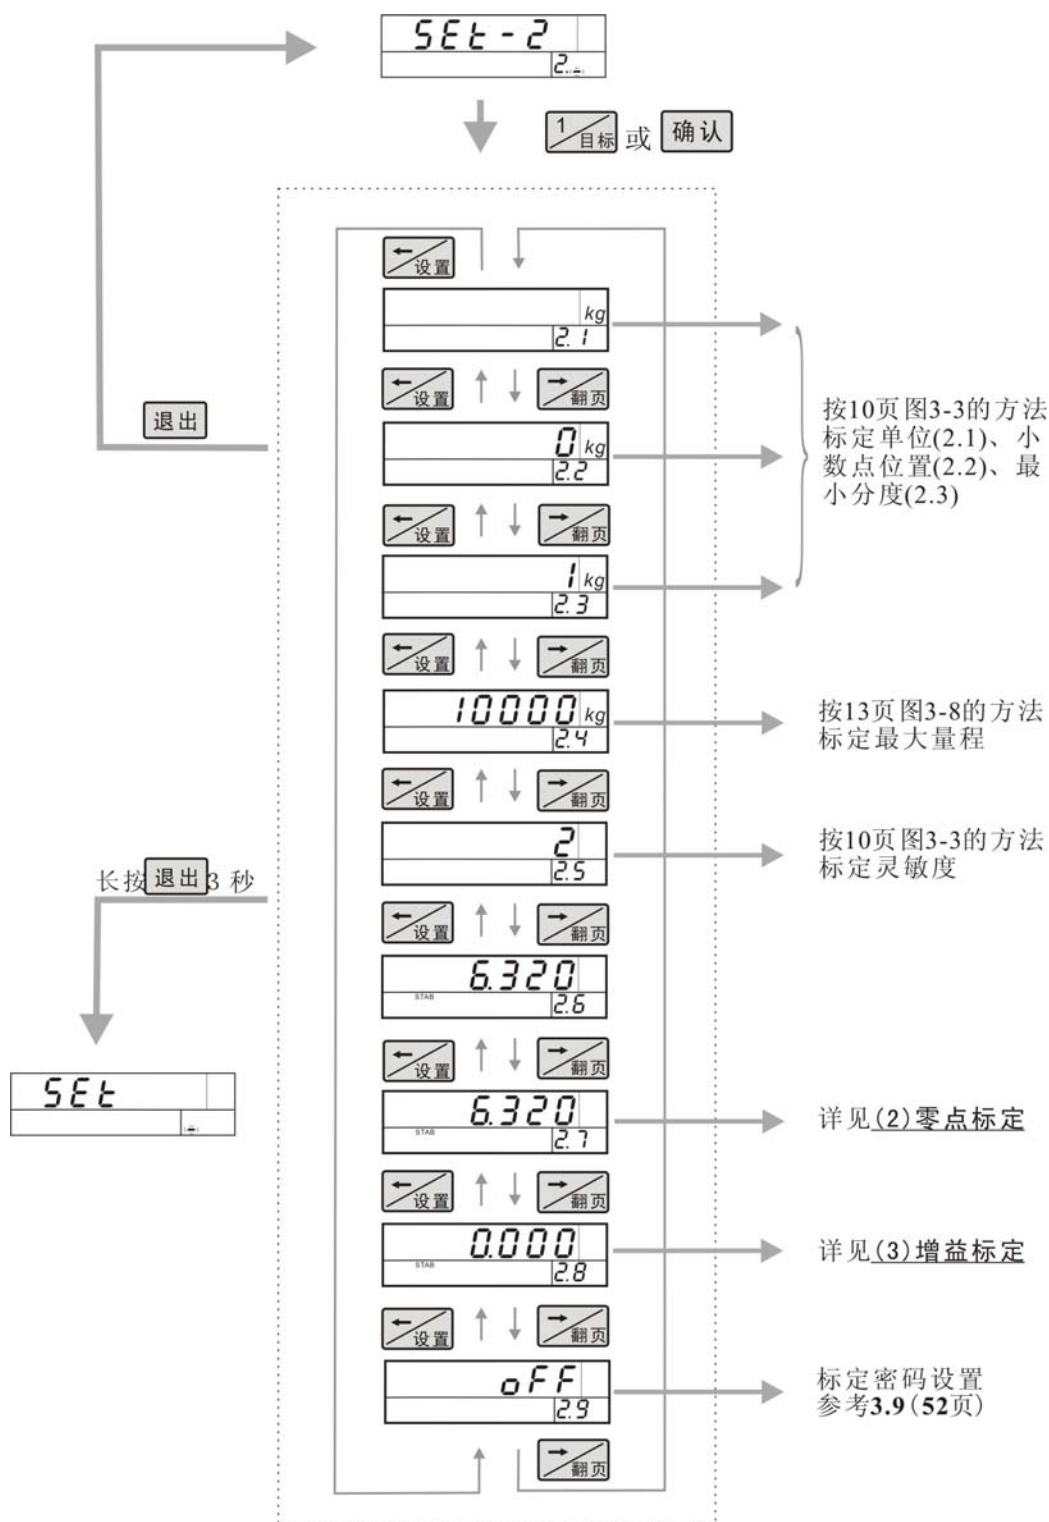 SEt-2
2.
1/目标 或 确认
←/设置
kg
2.1
←/设置 →/翻页
退出
0 kg
2.2
按10页图3-3的方法
标定单位(2.1)、小
数点位置(2.2)、最
小分度(2.3)
←/设置 →/翻页
1 kg
2.3
←/设置 →/翻页
10000 kg
2.4
按13页图3-8的方法
标定最大量程
←/设置 →/翻页
2
2.5
按10页图3-3的方法
标定灵敏度
长按 退出 3 秒
←/设置 →/翻页
6.320
STAB
2.6
←/设置 →/翻页
SEt
6.320
STAB
2.7
详见(2)零点标定
←/设置 →/翻页
0.000
STAB
2.8
详见(3)增益标定
←/设置 →/翻页
oFF
2.9
标定密码设置
参考3.9(52页)
→/翻页